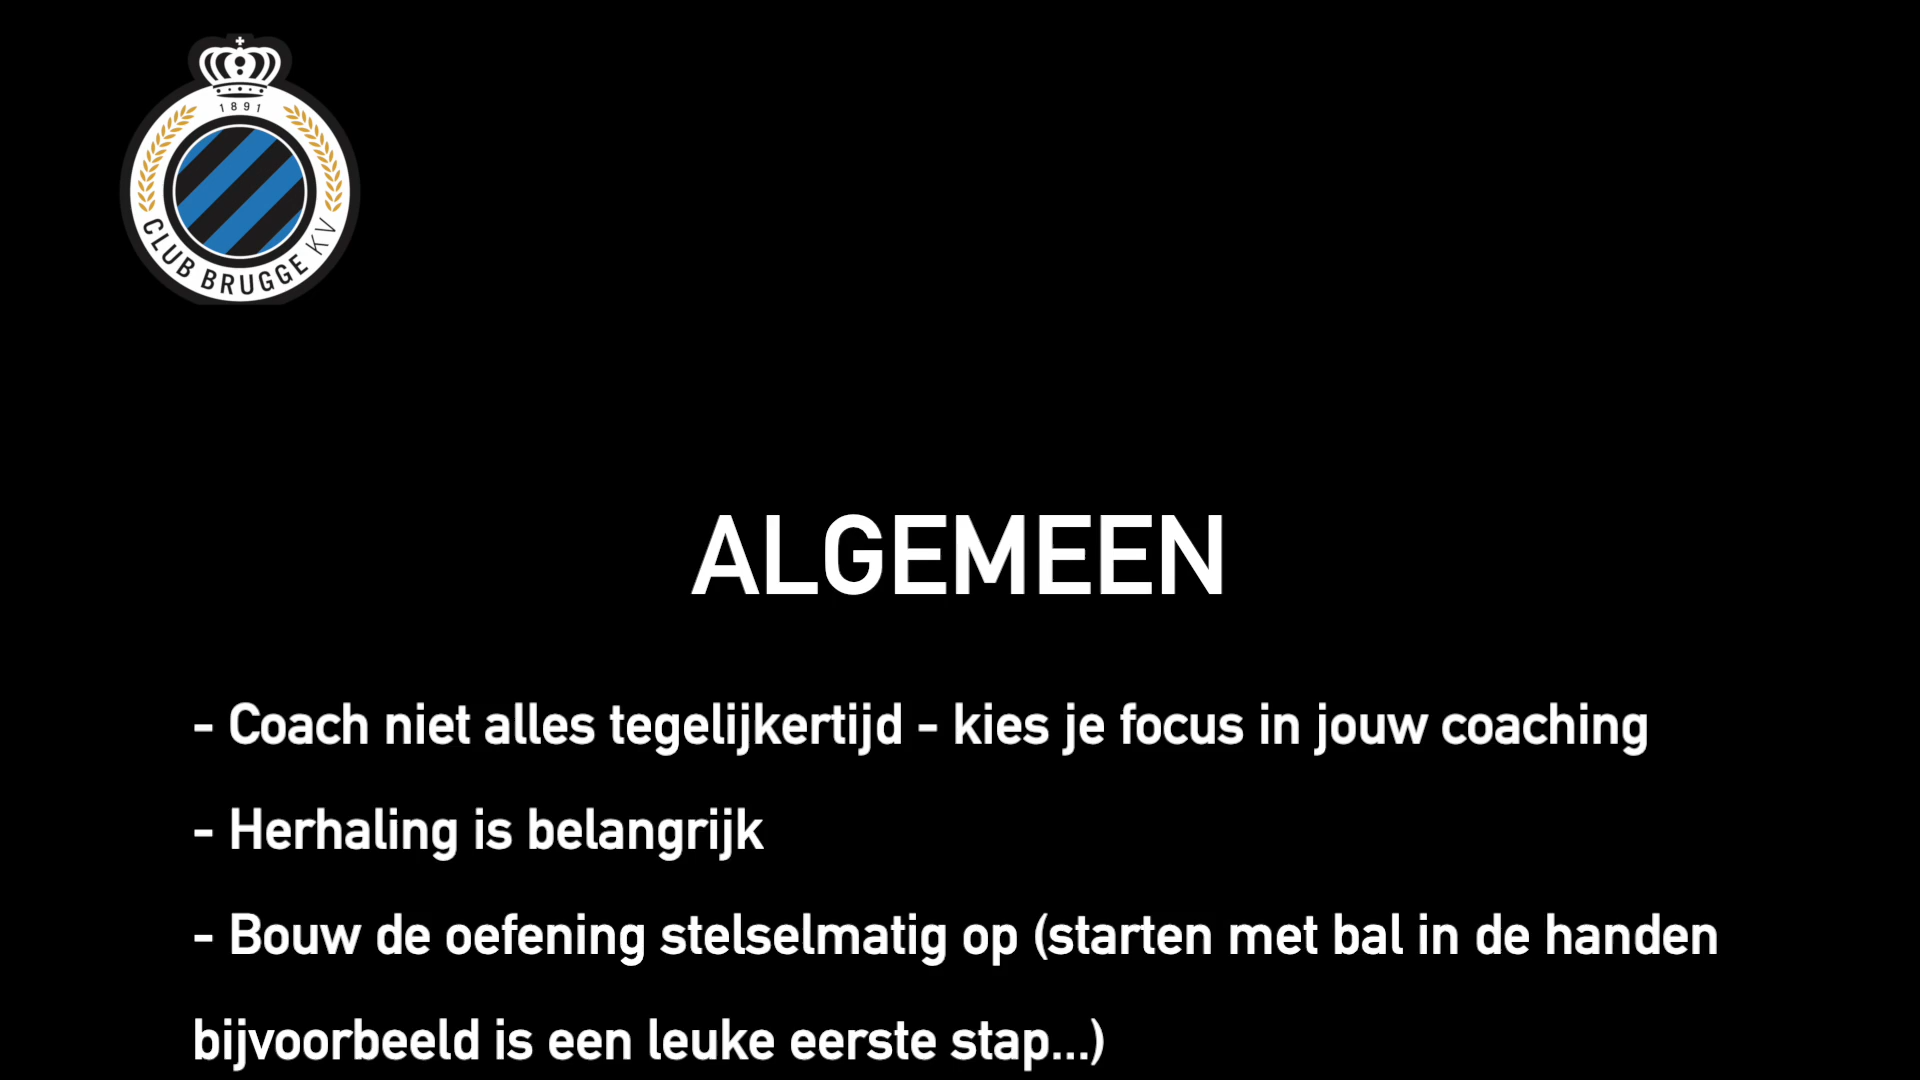 1891
CLUB BRUGGE KV
ALGEMEEN
- Coach niet alles tegelijkertijd - kies je focus in jouw coaching
- Herhaling is belangrijk
- Bouw de oefening stelselmatig op (starten met bal in de handen
bijvoorbeeld is een leuke eerste stap...)